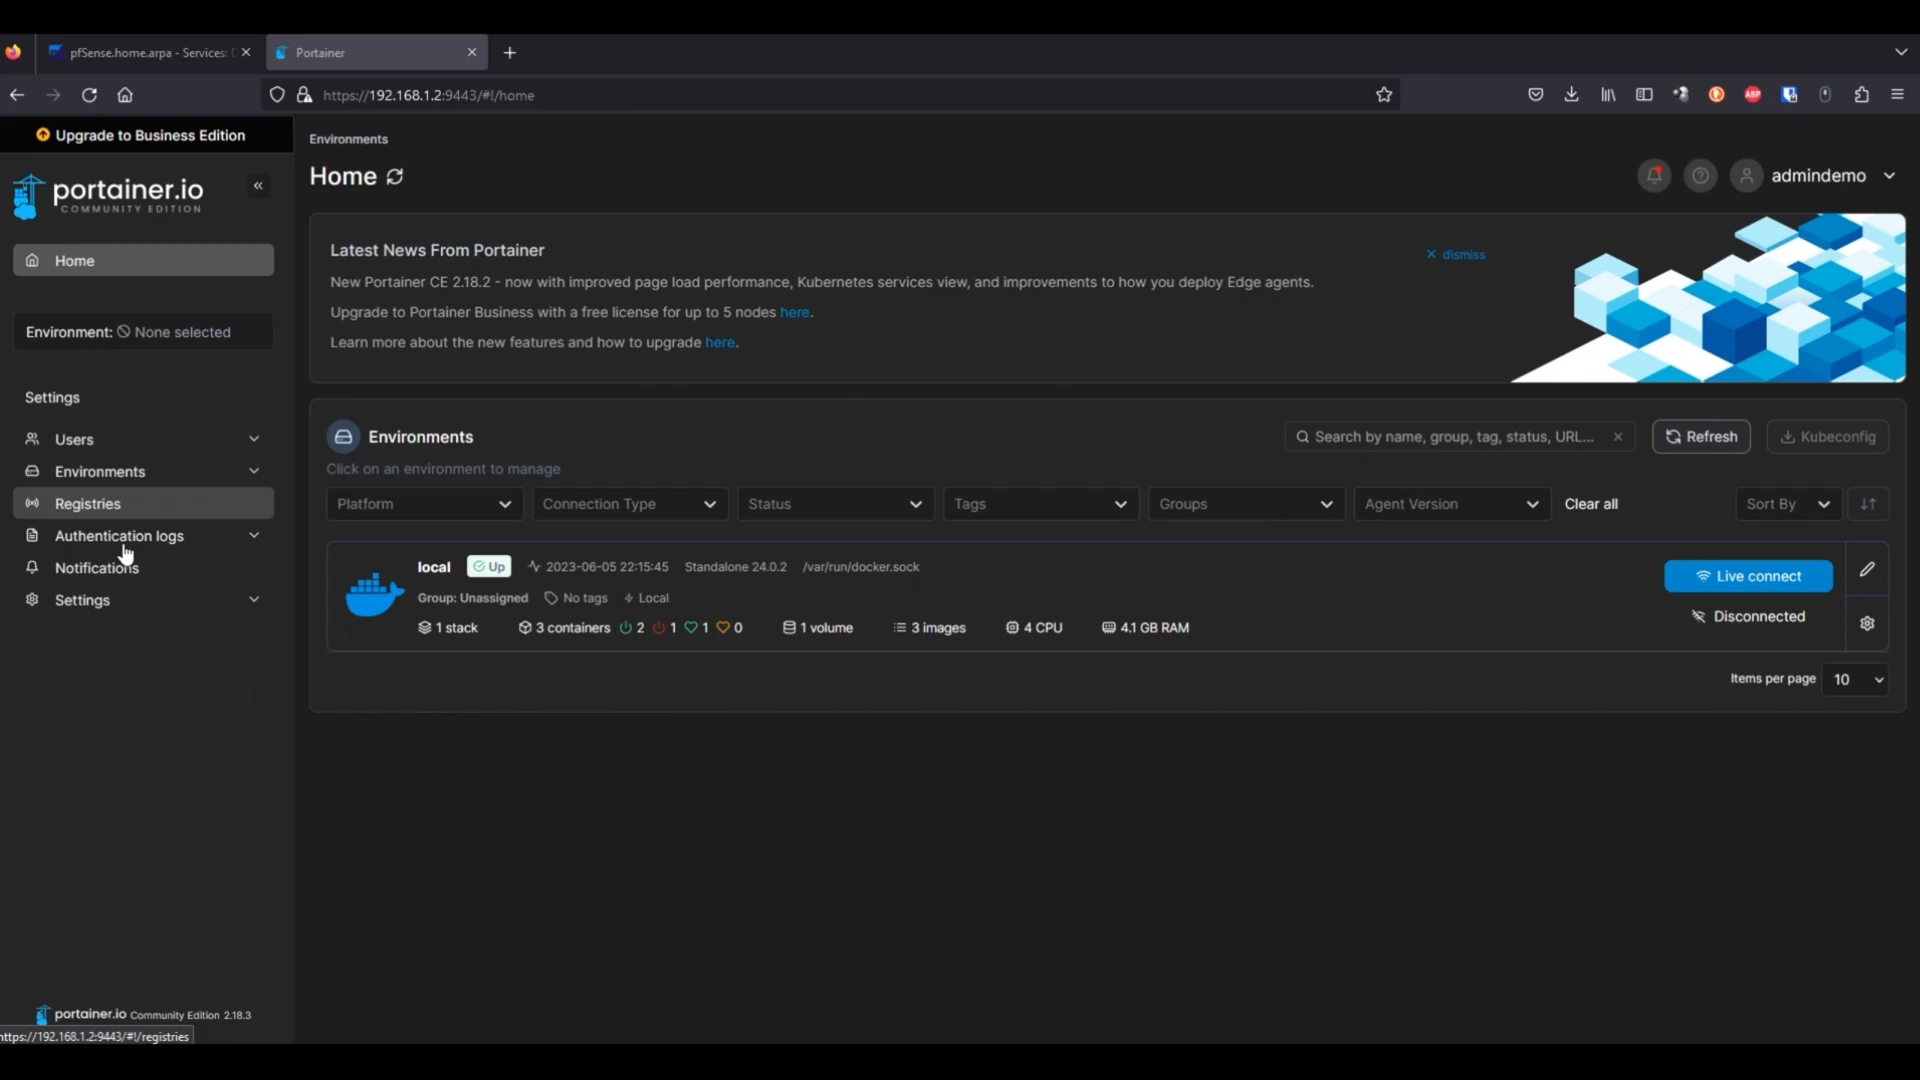 pfSense.home.arpa - Services:
Portainer
https://192.168.1.2:9443/#!/home
ABP
Upgrade to Business Edition
portainer.io
COMMUNITY EDITION
Home
Environment: None selected
Settings
Users
Environments
Registries
Authentication logs
Notifications
Settings
portainer.io Community Edition 2.18.3
https://192.168.1.2:9443/#!/registries
Environments
Home
admindemo
Latest News From Portainer
dismiss
New Portainer CE 2.18.2 - now with improved page load performance, Kubernetes services view, and improvements to how you deploy Edge agents.
Upgrade to Portainer Business with a free license for up to 5 nodes here.
Learn more about the new features and how to upgrade here.
Environments
Search by name, group, tag, status, URL...
Refresh
Kubeconfig
Click on an environment to manage
Platform
Connection Type
Status
Tags
Groups
Agent Version
Clear all
Sort By
local Up 2023-06-05 22:15:45 Standalone 24.0.2 /var/run/docker.sock
Group: Unassigned No tags Local
1 stack 3 containers 2 1 1 0 1 volume 3 images 4 CPU 4.1 GB RAM
Live connect
Disconnected
Items per page 10